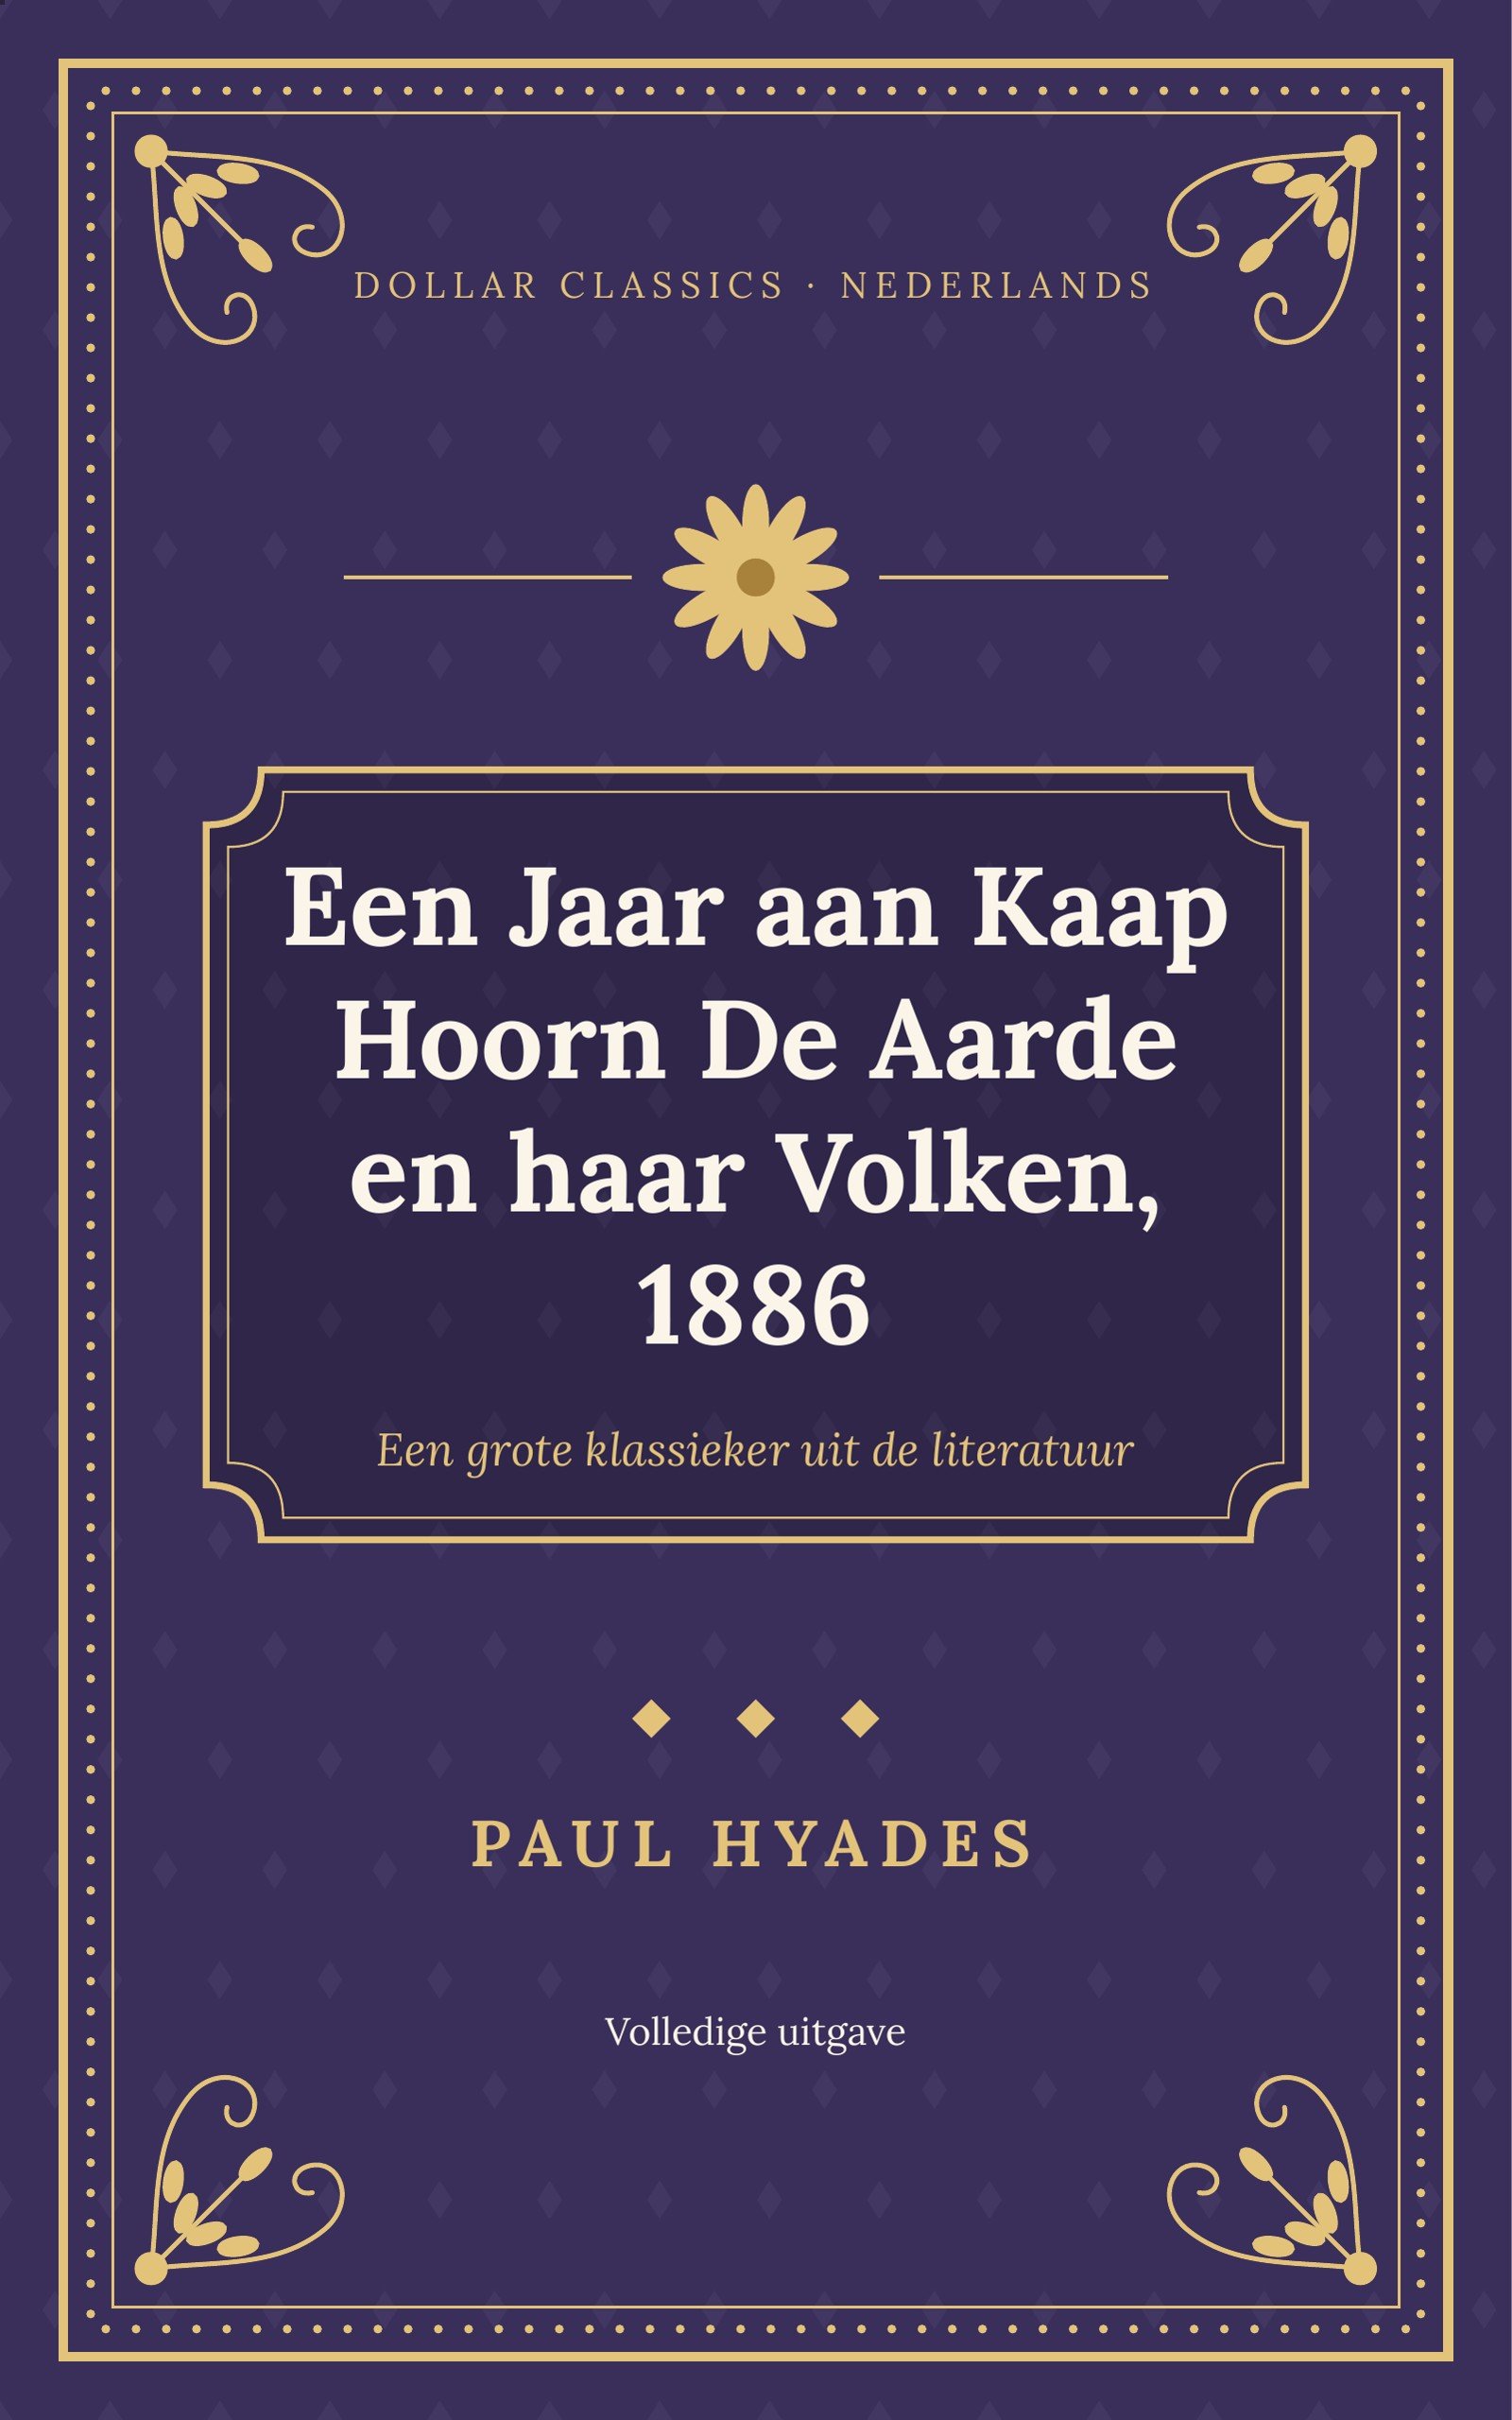 DOLLAR CLASSICS · NEDERLANDS
Een Jaar aan Kaap
Hoorn De Aarde
en haar Volken,
1886
Een grote klassieker uit de literatuur
PAUL HYADES
Volledige uitgave